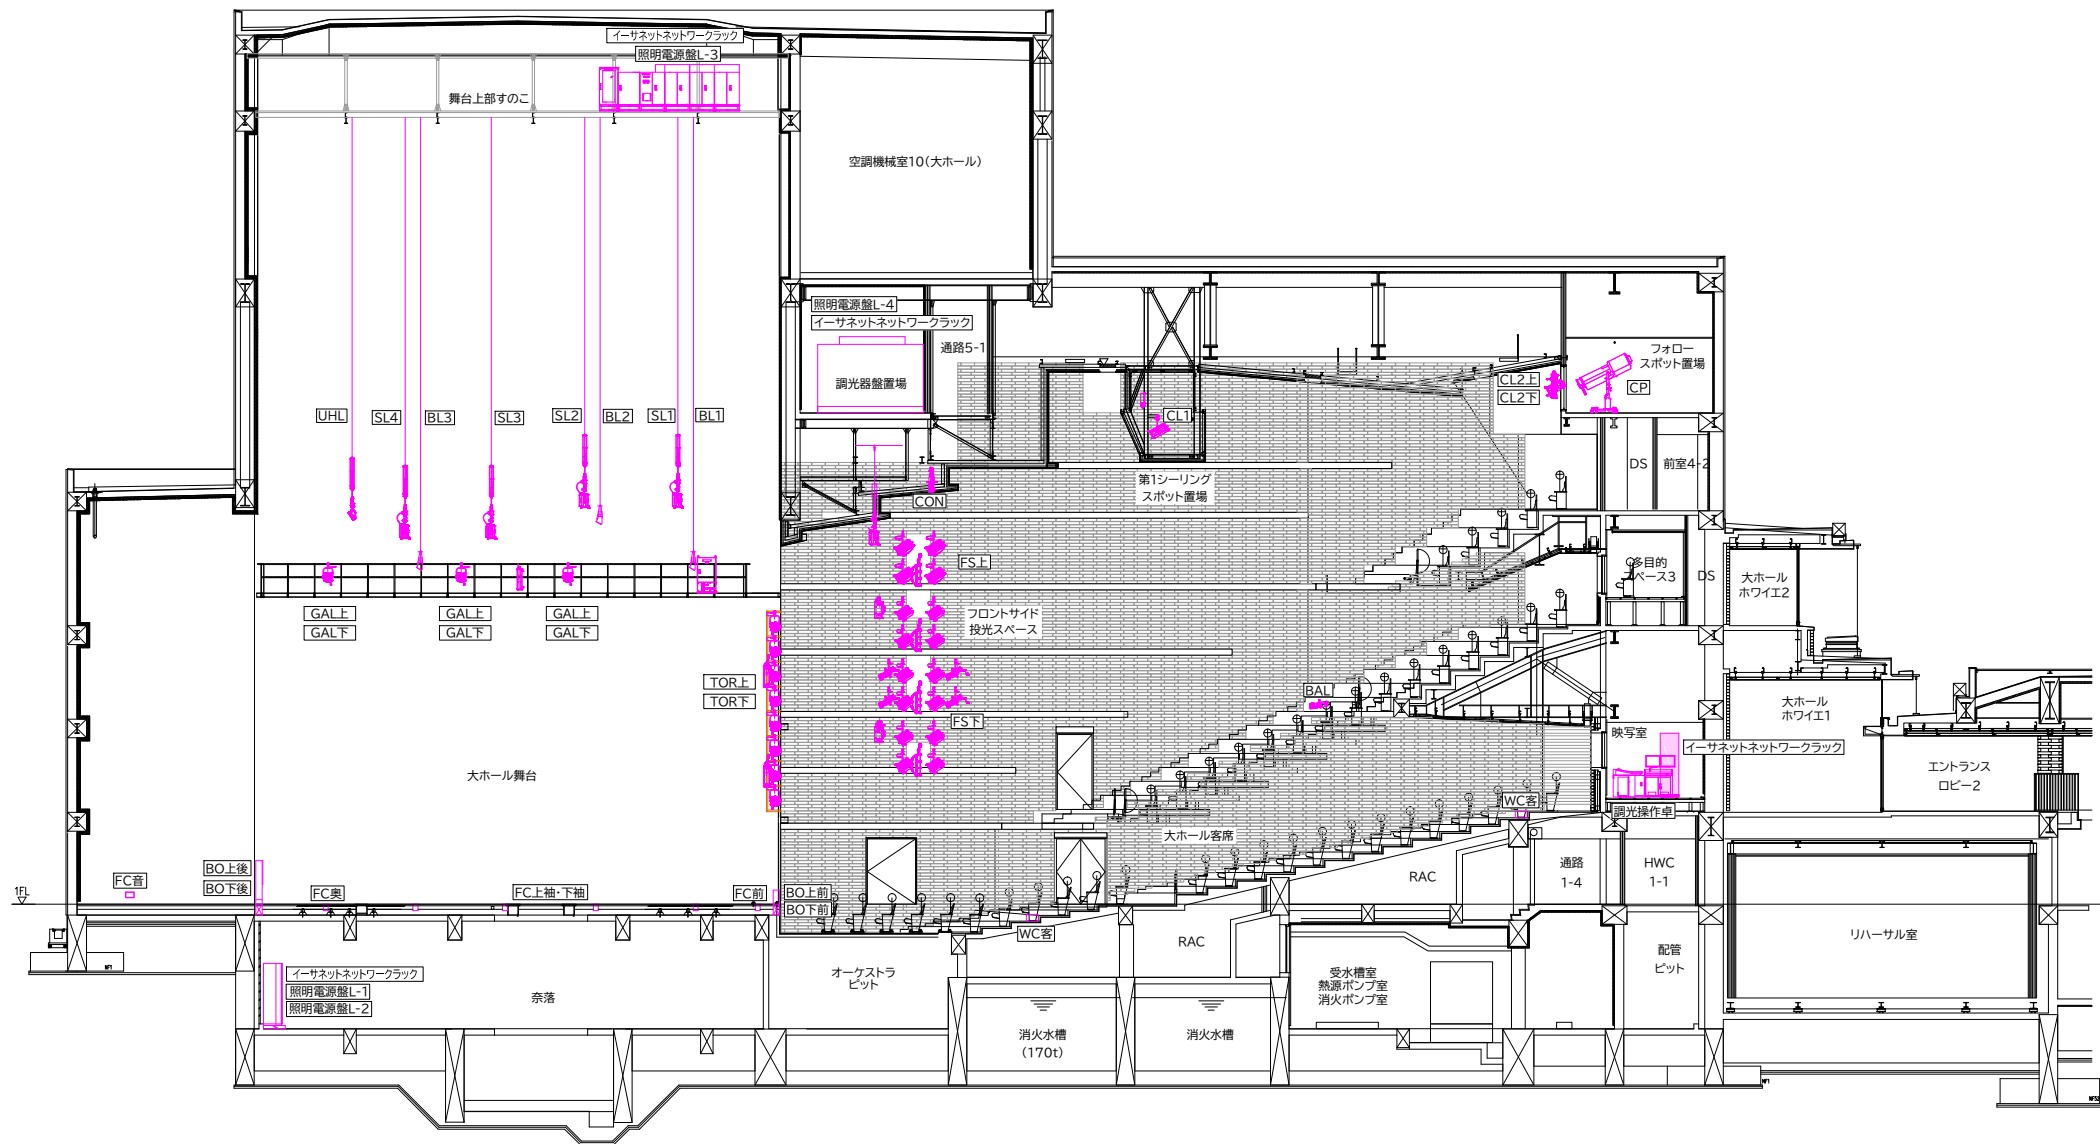 イーサネットネットワークラック
照明電源盤L-3
舞台上部すのこ
空調機械室10(大ホール)
照明電源盤L-4
イーサネットネットワークラック
通路5-1
調光器盤置場
フォロー
スポット置場
CL2上
CL2下
CP
UHL
SL4
BL3
SL3
SL2
BL2
SL1
BL1
CL1
DS
前室4-2
第1シーリング
スポット置場
CON
FS上
多目的
ペース3
DS
大ホール
ホワイエ2
GAL上
GAL下
GAL上
GAL下
GAL上
GAL下
フロントサイド
投光スペース
TOR上
TOR下
BAL
FS下
大ホール
ホワイエ1
映写室
イーサネットネットワークラック
大ホール舞台
エントランス
ロビー2
WC客
調光操作卓
大ホール客席
BO上後
BO下後
FC音
FC奥
FC上袖・下袖
FC前
BO上前
BO下前
1FL
RAC
通路
1-4
HWC
1-1
WC客
RAC
リハーサル室
配管
ピット
オーケストラ
ピット
受水槽室
熱源ポンプ室
消火ポンプ室
イーサネットネットワークラック
照明電源盤L-1
照明電源盤L-2
奈落
消火水槽
(170t)
消火水槽